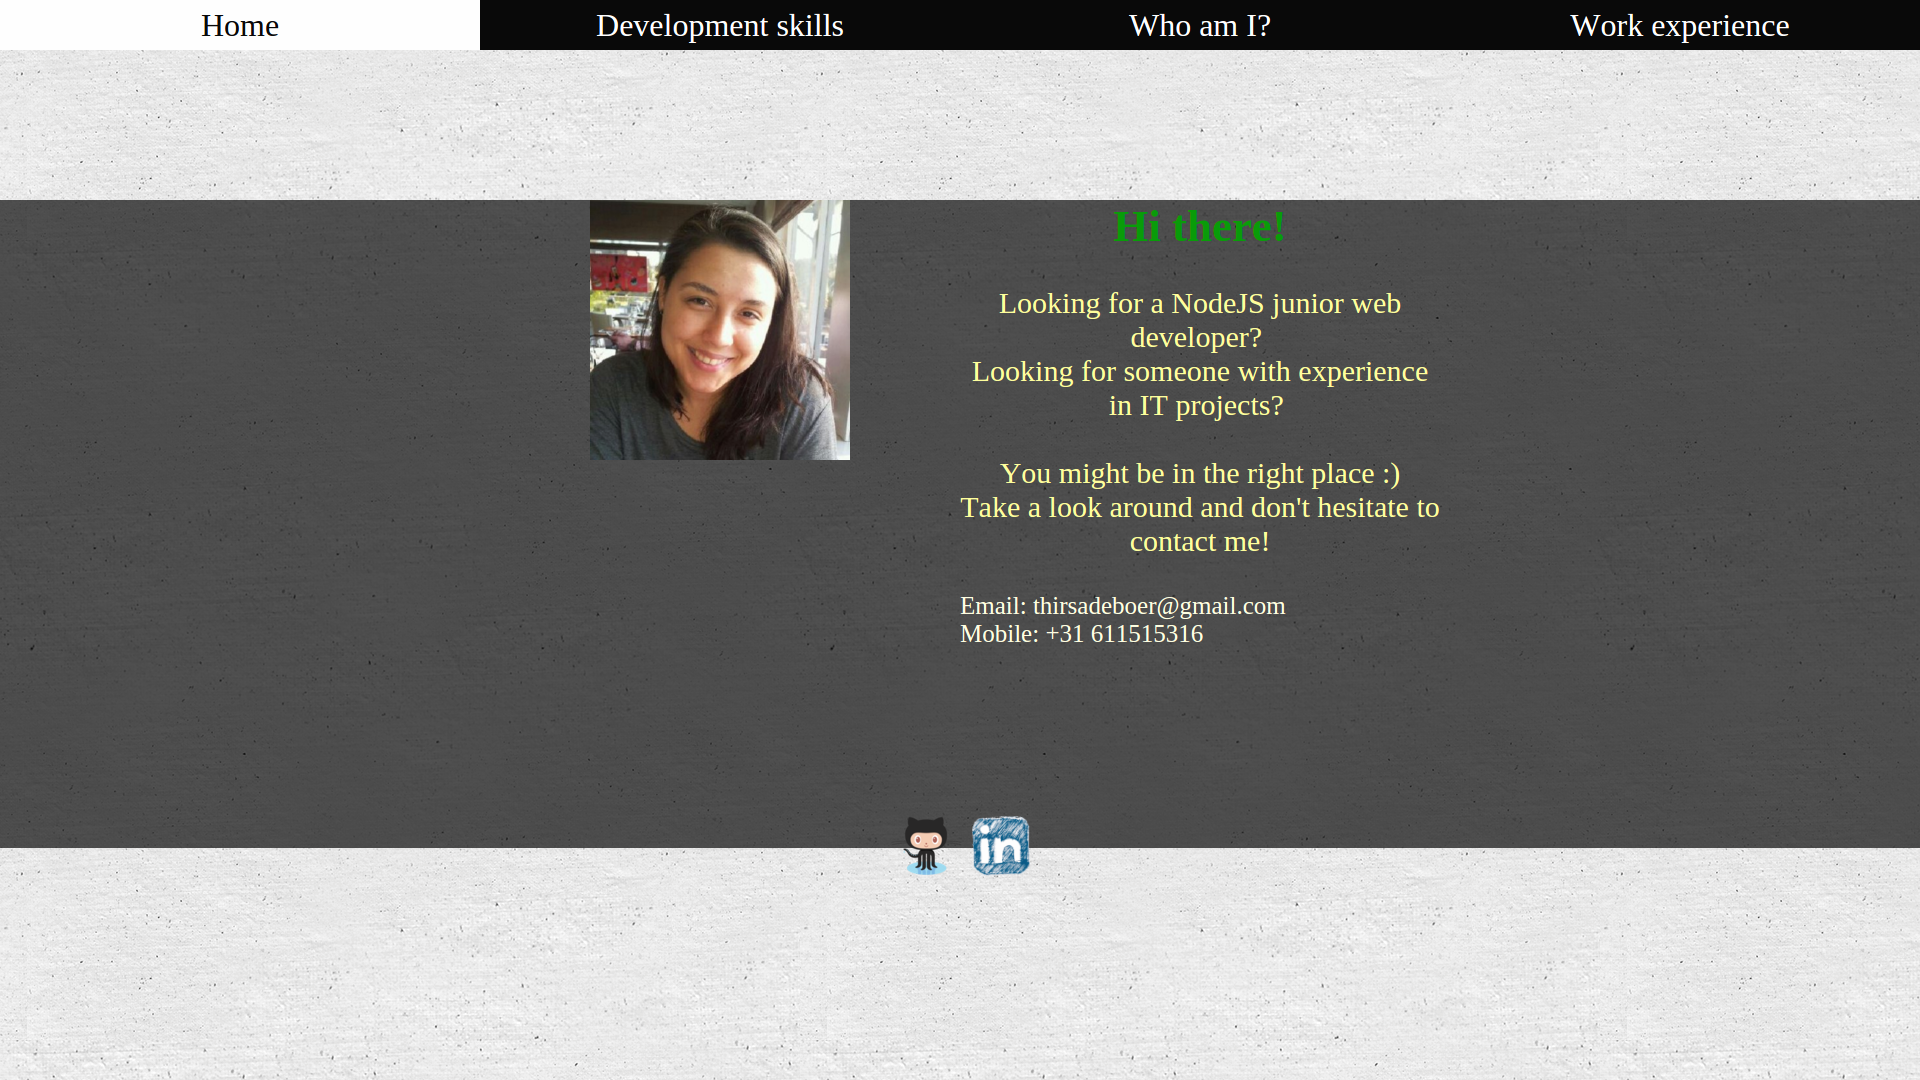 Home
Development skills
Who am I?
Work experience
Hi there!
Looking for a NodeJS junior web
developer?
Looking for someone with experience
in IT projects?
You might be in the right place :)
Take a look around and don't hesitate to
contact me!
Email: thirsadeboer@gmail.com
Mobile: +31 611515316
in